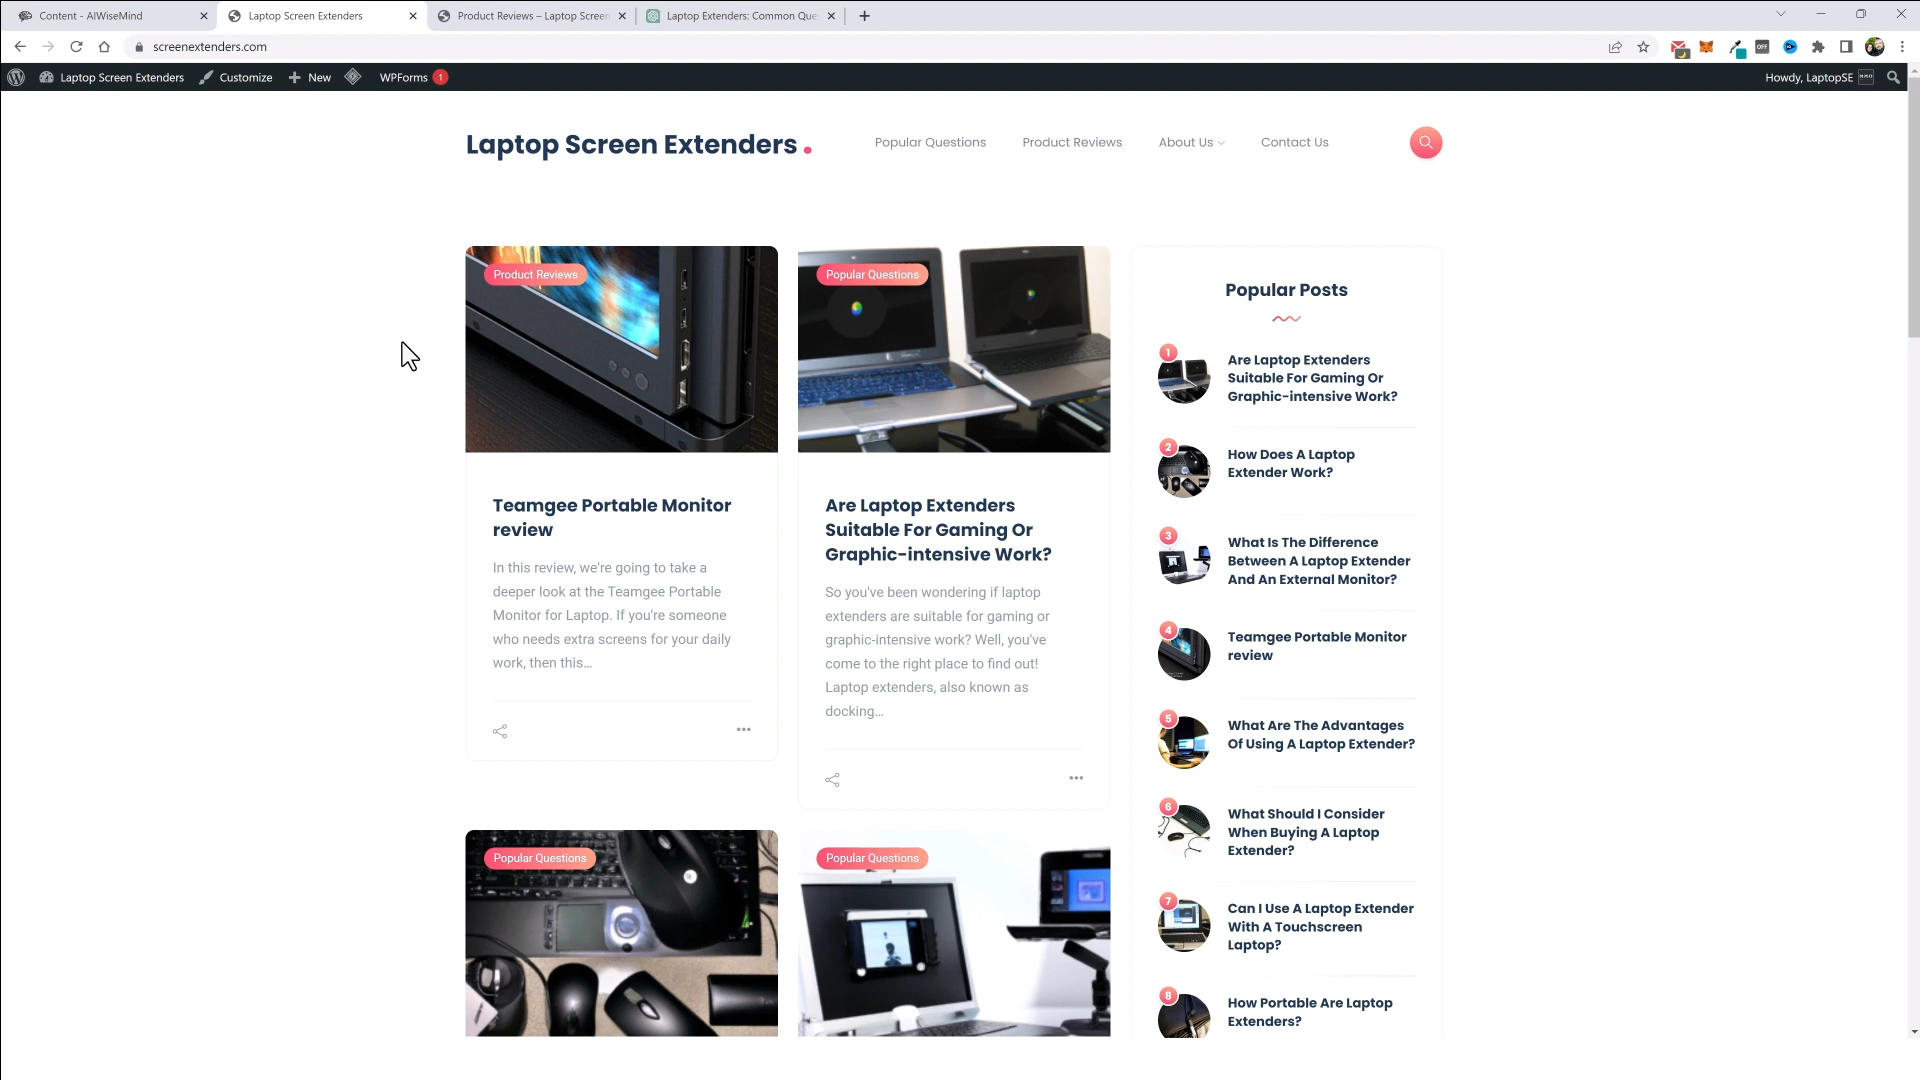 Content - AIWiseMind
Laptop Screen Extenders
Product Reviews – Laptop Screen
Laptop Extenders: Common Que
screenextenders.com
OFF
Laptop Screen Extenders
Customize
New
WPForms 1
Howdy, LaptopSE
Laptop Screen Extenders.
Popular Questions
Product Reviews
About Us
Contact Us
Product Reviews
Teamgee Portable Monitor
review
In this review, we're going to take a
deeper look at the Teamgee Portable
Monitor for Laptop. If you're someone
who needs extra screens for your daily
work, then this...
Popular Questions
Are Laptop Extenders
Suitable For Gaming Or
Graphic-intensive Work?
So you've been wondering if laptop
extenders are suitable for gaming or
graphic-intensive work? Well, you've
come to the right place to find out!
Laptop extenders, also known as
docking...
Popular Questions
Popular Questions
Popular Posts
1
Are Laptop Extenders
Suitable For Gaming Or
Graphic-intensive Work?
2
How Does A Laptop
Extender Work?
3
What Is The Difference
Between A Laptop Extender
And An External Monitor?
4
Teamgee Portable Monitor
review
5
What Are The Advantages
Of Using A Laptop Extender?
6
What Should I Consider
When Buying A Laptop
Extender?
7
Can I Use A Laptop Extender
With A Touchscreen
Laptop?
8
How Portable Are Laptop
Extenders?